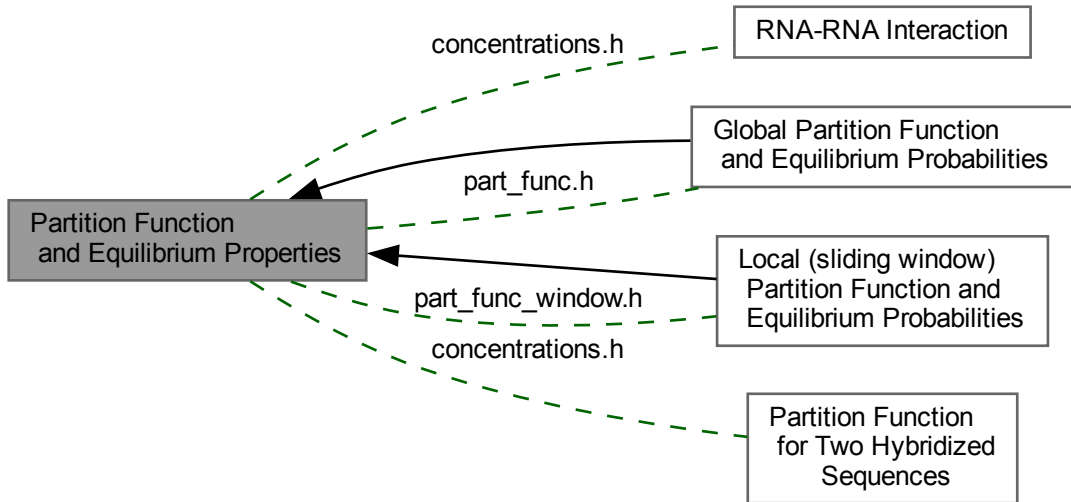 concentrations.h
RNA-RNA Interaction
Global Partition Function
and Equilibrium Probabilities
part_func.h
Partition Function
and Equilibrium Properties
Local (sliding window)
Partition Function and
Equilibrium Probabilities
part_func_window.h
concentrations.h
Partition Function
for Two Hybridized
Sequences